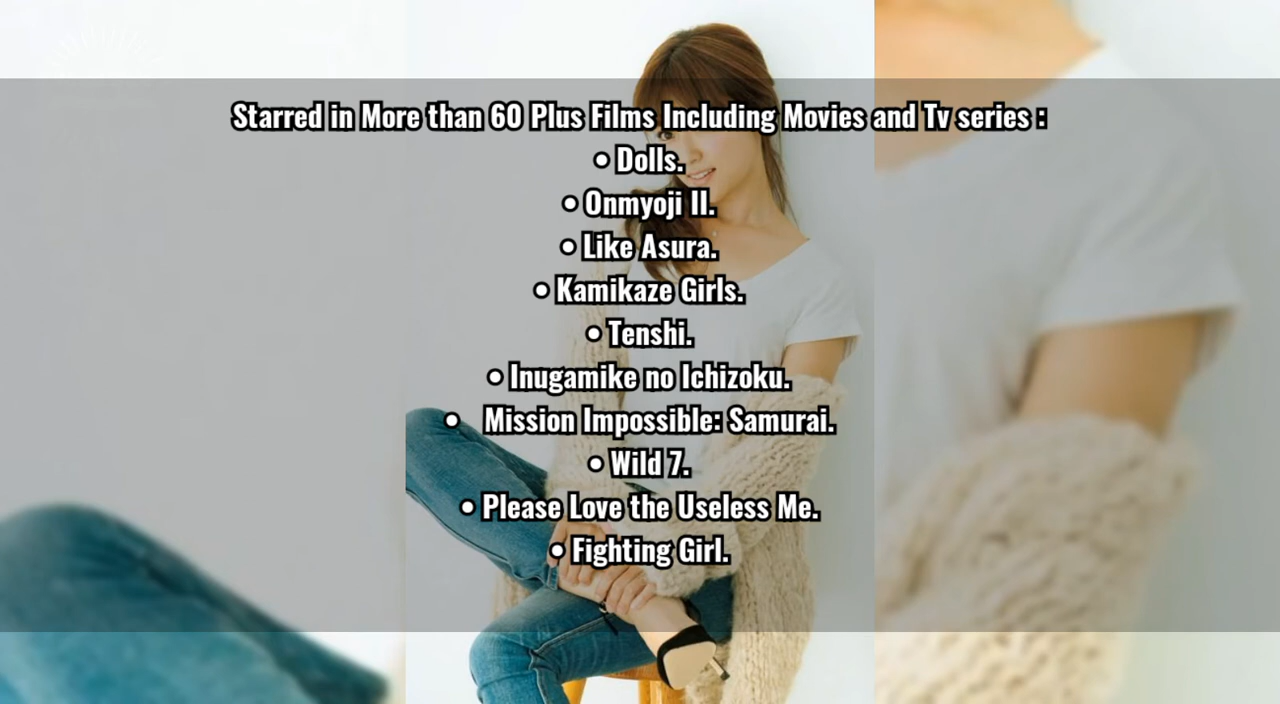 Starred in More than 60 Plus Films Including Movies and Tv series :
• Dolls.
• Onmyoji II.
• Like Asura.
• Kamikaze Girls.
• Tenshi.
• Inugamike no Ichizoku.
• Mission Impossible: Samurai.
• Wild 7.
• Please Love the Useless Me.
• Fighting Girl.